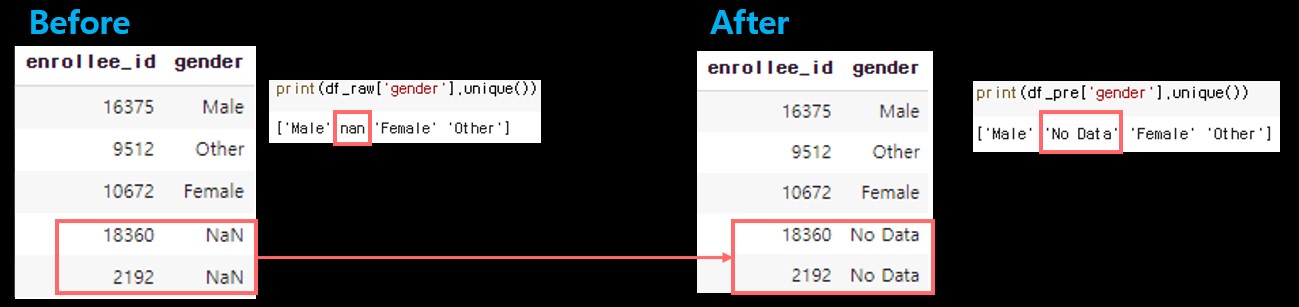 Before
enrollee_id gender
16375 Male
9512 Other
10672 Female
18360 NaN
2192 NaN
print(df_raw['gender'].unique())
['Male' nan 'Female' 'Other']
After
enrollee_id gender
16375 Male
9512 Other
10672 Female
18360 No Data
2192 No Data
print(df_pre['gender'].unique())
['Male' 'No Data' 'Female' 'Other']